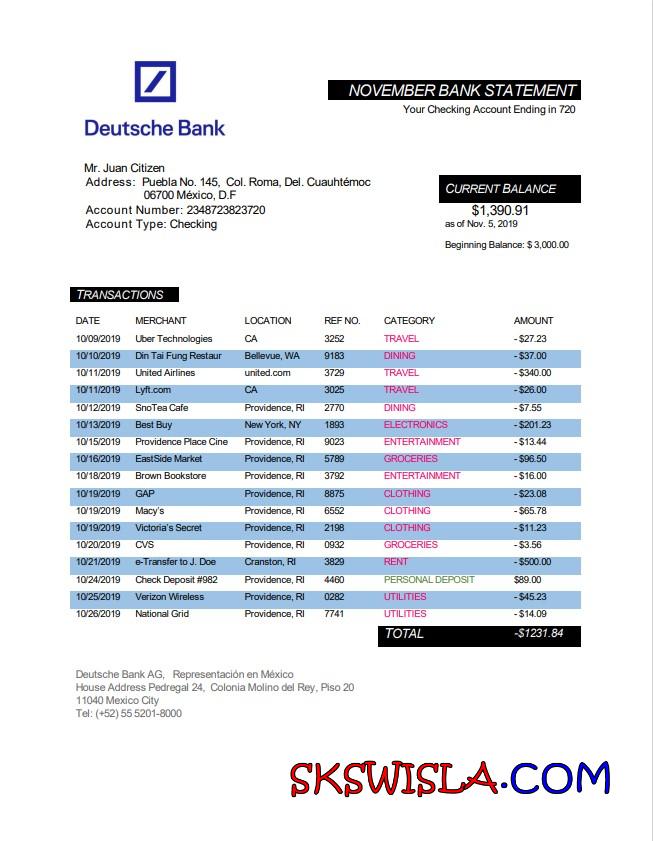 NOVEMBER BANK STATEMENT
Your Checking Account Ending in 720
Deutsche Bank
Mr. Juan Citizen
Address: Puebla No. 145, Col. Roma, Del. Cuauhtémoc
06700 México, D.F
Account Number: 2348723823720
Account Type: Checking
CURRENT BALANCE
$1,390.91
as of Nov. 5, 2019
Beginning Balance: $ 3,000.00
TRANSACTIONS
DATE MERCHANT LOCATION REF NO. CATEGORY AMOUNT
10/09/2019 Uber Technologies CA 3252 TRAVEL - $27.23
10/10/2019 Din Tai Fung Restaur Bellevue, WA 9183 DINING - $37.00
10/11/2019 United Airlines united.com 3729 TRAVEL - $340.00
10/11/2019 Lyft.com CA 3025 TRAVEL - $26.00
10/12/2019 SnoTea Cafe Providence, RI 2770 DINING - $7.55
10/13/2019 Best Buy New York, NY 1893 ELECTRONICS - $201.23
10/15/2019 Providence Place Cine Providence, RI 9023 ENTERTAINMENT - $13.44
10/16/2019 EastSide Market Providence, RI 5789 GROCERIES - $96.50
10/18/2019 Brown Bookstore Providence, RI 3792 ENTERTAINMENT - $16.00
10/19/2019 GAP Providence, RI 8875 CLOTHING - $23.08
10/19/2019 Macy's Providence, RI 6552 CLOTHING - $65.78
10/19/2019 Victoria's Secret Providence, RI 2198 CLOTHING - $11.23
10/20/2019 CVS Providence, RI 0932 GROCERIES - $3.56
10/21/2019 e-Transfer to J. Doe Cranston, RI 3829 RENT - $500.00
10/24/2019 Check Deposit #982 Providence, RI 4460 PERSONAL DEPOSIT $89.00
10/25/2019 Verizon Wireless Providence, RI 0282 UTILITIES - $45.23
10/26/2019 National Grid Providence, RI 7741 UTILITIES - $14.09
TOTAL -$1231.84
Deutsche Bank AG, Representación en México
House Address Pedregal 24, Colonia Molino del Rey, Piso 20
11040 Mexico City
Tel: (+52) 55 5201-8000
SKSWISLA.COM